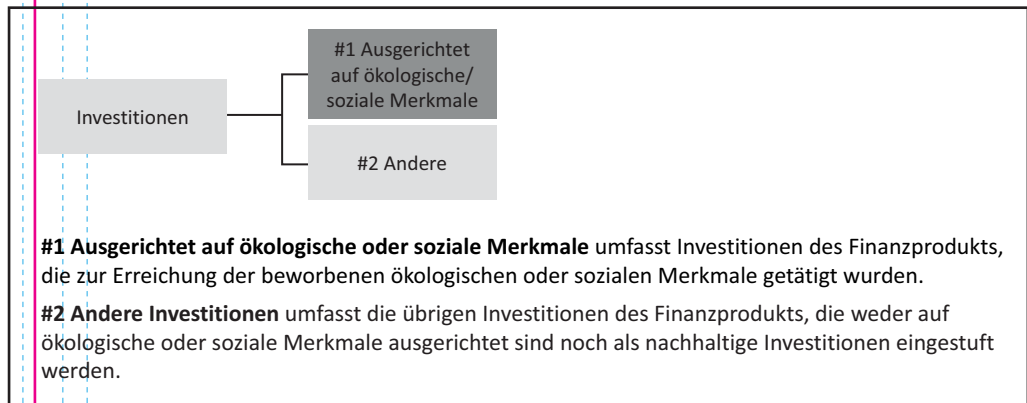 #1 Ausgerichtet
auf ökologische/
soziale Merkmale
Investitionen
#2 Andere
#1 Ausgerichtet auf ökologische oder soziale Merkmale umfasst Investitionen des Finanzprodukts,
die zur Erreichung der beworbenen ökologischen oder sozialen Merkmale getätigt wurden.
#2 Andere Investitionen umfasst die übrigen Investitionen des Finanzprodukts, die weder auf
ökologische oder soziale Merkmale ausgerichtet sind noch als nachhaltige Investitionen eingestuft
werden.